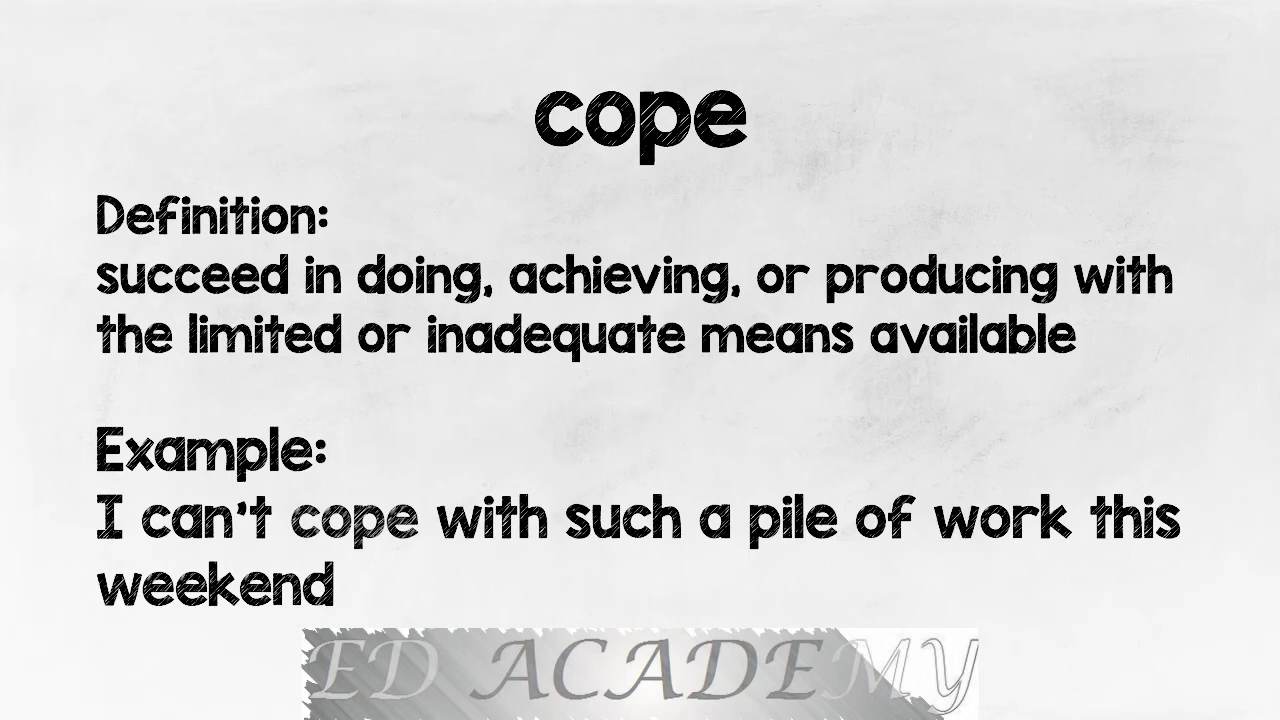 cope
Definition:
succeed in doing, achieving, or producing with
the limited or inadequate means available
Example:
I can't cope with such a pile of work this
weekend
ED ACADEMY